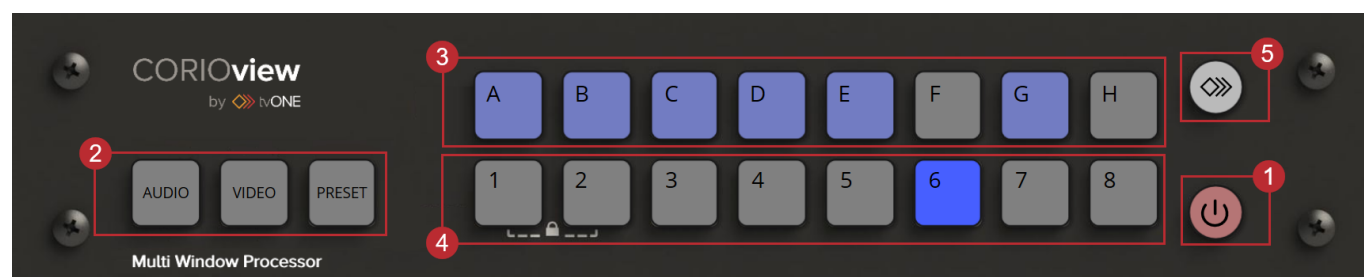 CORIOview
by tvONE
3
A B C D E F G H
5
2
AUDIO VIDEO PRESET
1 2 3 4 5 6 7 8
1
4
Multi Window Processor